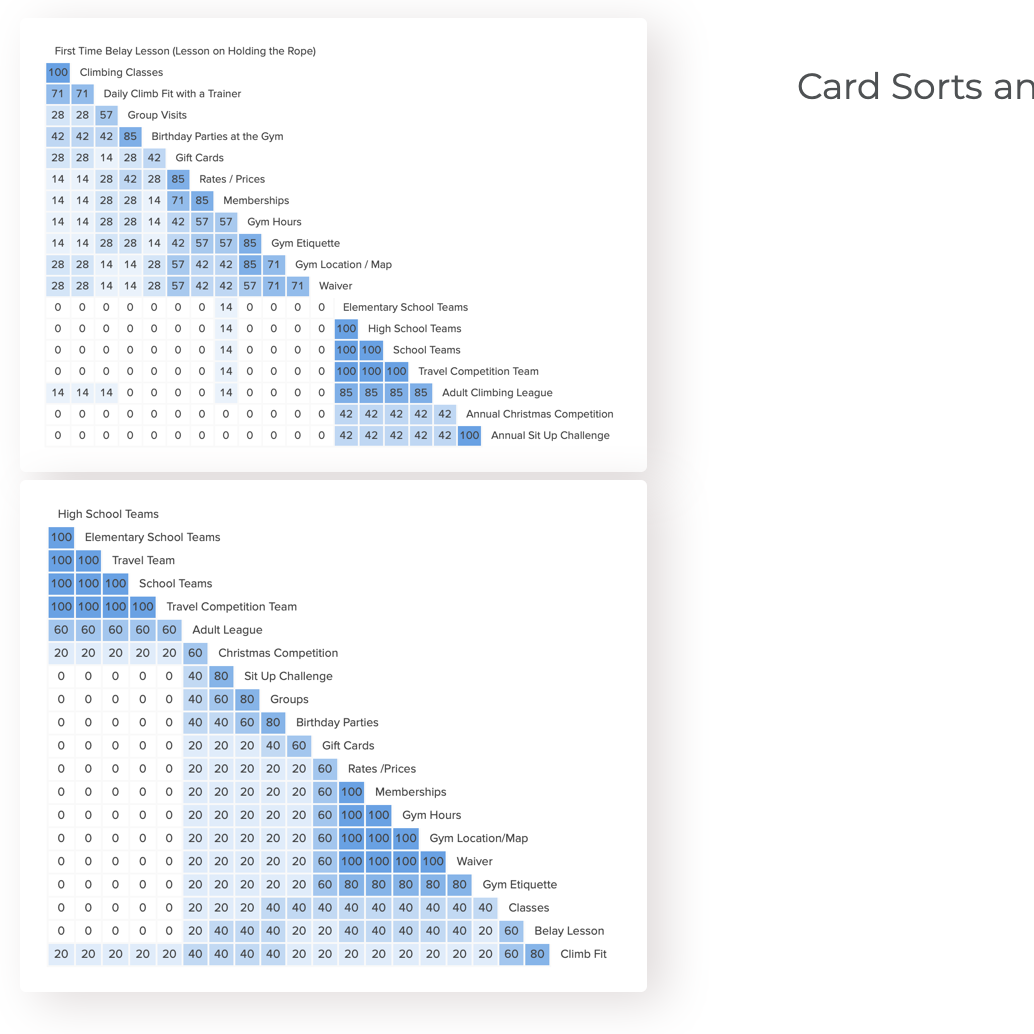 Card Sorts an
First Time Belay Lesson (Lesson on Holding the Rope)
100 Climbing Classes
71 71 Daily Climb Fit with a Trainer
28 28 57 Group Visits
42 42 42 85 Birthday Parties at the Gym
28 28 14 28 42 Gift Cards
14 14 28 42 28 85 Rates / Prices
14 14 28 28 14 71 85 Memberships
14 14 28 28 14 42 57 57 Gym Hours
14 14 28 28 14 42 57 57 85 Gym Etiquette
28 28 14 14 28 57 42 42 85 71 Gym Location / Map
28 28 14 14 28 57 42 42 57 71 71 Waiver
0 0 0 0 0 0 0 14 0 0 0 0 Elementary School Teams
0 0 0 0 0 0 0 14 0 0 0 0 100 High School Teams
0 0 0 0 0 0 0 14 0 0 0 0 100 100 School Teams
0 0 0 0 0 0 0 14 0 0 0 0 100 100 100 Travel Competition Team
14 14 14 0 0 0 0 14 0 0 0 0 85 85 85 85 Adult Climbing League
0 0 0 0 0 0 0 0 0 0 0 0 42 42 42 42 42 Annual Christmas Competition
0 0 0 0 0 0 0 0 0 0 0 0 42 42 42 42 42 100 Annual Sit Up Challenge
High School Teams
100 Elementary School Teams
100 100 Travel Team
100 100 100 School Teams
100 100 100 100 Travel Competition Team
60 60 60 60 60 Adult League
20 20 20 20 20 60 Christmas Competition
0 0 0 0 0 40 80 Sit Up Challenge
0 0 0 0 0 40 60 80 Groups
0 0 0 0 0 40 40 60 80 Birthday Parties
0 0 0 0 0 20 20 20 40 60 Gift Cards
0 0 0 0 0 20 20 20 20 20 60 Rates /Prices
0 0 0 0 0 20 20 20 20 20 60 100 Memberships
0 0 0 0 0 20 20 20 20 20 60 100 100 Gym Hours
0 0 0 0 0 20 20 20 20 20 60 100 100 100 Gym Location/Map
0 0 0 0 0 20 20 20 20 20 60 100 100 100 100 Waiver
0 0 0 0 0 20 20 20 20 20 60 80 80 80 80 80 Gym Etiquette
0 0 0 0 0 20 20 20 40 40 40 40 40 40 40 40 40 Classes
0 0 0 0 0 20 40 40 40 20 20 40 40 40 40 40 20 60 Belay Lesson
20 20 20 20 20 40 40 40 40 20 20 20 20 20 20 20 20 60 80 Climb Fit